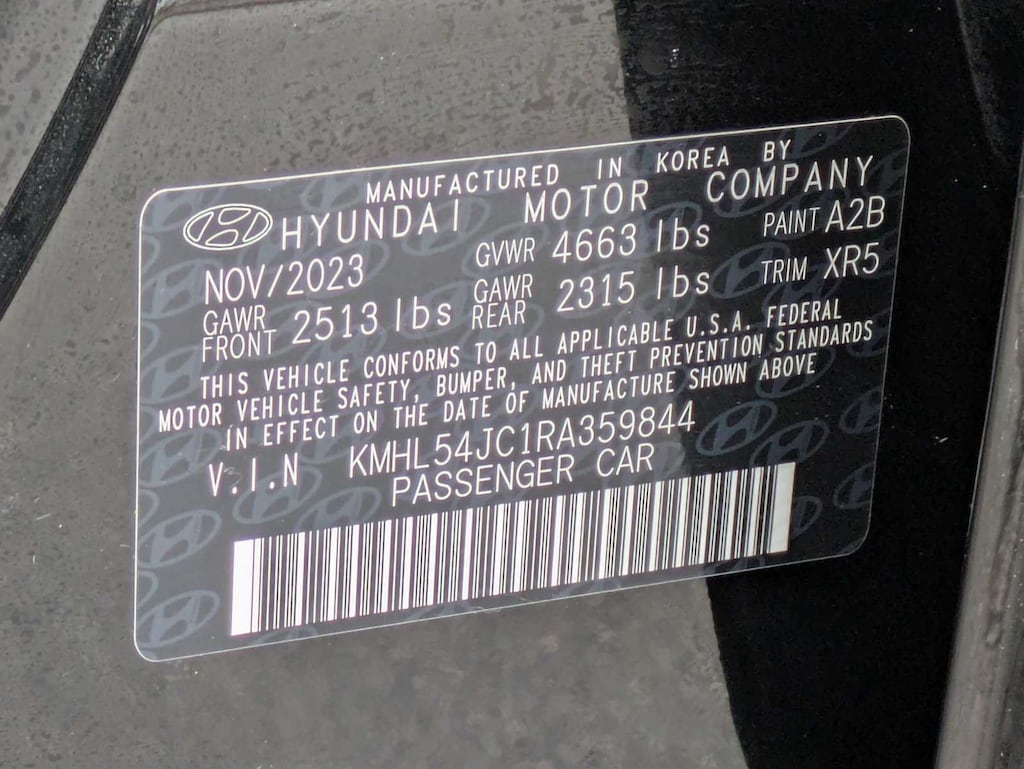 MANUFACTURED IN KOREA BY
HYUNDAI MOTOR COMPANY
NOV/2023 GVWR 4663 lbs PAINT A2B
GAWR FRONT 2513 lbs GAWR REAR 2315 lbs TRIM XR5
THIS VEHICLE CONFORMS TO ALL APPLICABLE U.S.A. FEDERAL
MOTOR VEHICLE SAFETY, BUMPER, AND THEFT PREVENTION STANDARDS
IN EFFECT ON THE DATE OF MANUFACTURE SHOWN ABOVE
V.I.N KMHL54JC1RA359844
PASSENGER CAR